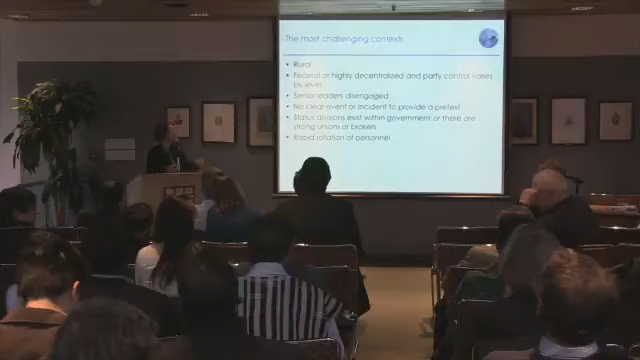 The most challenging contexts
• Rural
• Federal or highly decentralized and party control varies
by level
• Senior leaders disengaged
• No clear event or incident to provide a pretext
• Status divisions exist within government or there are
strong unions or brokers
• Rapid rotation of personnel